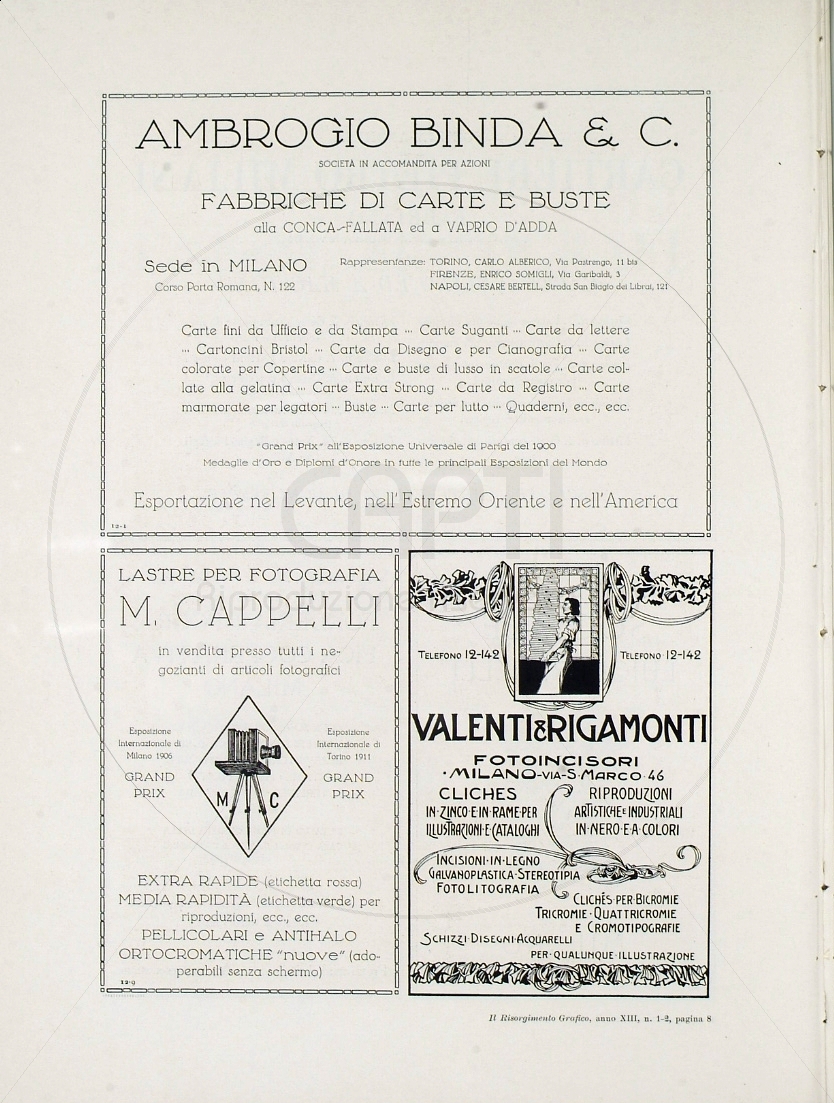 AMBROGIO BINDA & C.
SOCIETÀ IN ACCOMANDITA PER AZIONI
FABBRICHE DI CARTE E BUSTE
alla CONCA-FALLATA ed a VAPRIO D'ADDA
Sede in MILANO
Corso Porta Romana, N. 122
Rappresentanze: TORINO, CARLO ALBERICO, Via Pastrengo, 11 bis
FIRENZE, ENRICO SOMIGLI, Via Garibaldi, 3
NAPOLI, CESARE BERTELL, Strada San Biagio dei Librai, 121
Carte fini da Ufficio e da Stampa ··· Carte Suganti ··· Carte da lettere
··· Cartoncini Bristol ··· Carte da Disegno e per Cianografia ··· Carte
colorate per Copertine ··· Carte e buste di lusso in scatole ··· Carte col-
late alla gelatina ··· Carte Extra Strong ··· Carte da Registro ··· Carte
marmorate per legatori ··· Buste ··· Carte per lutto ··· Quaderni, ecc., ecc.
"Grand Prix" all'Esposizione Universale di Parigi del 1900
Medaglie d'Oro e Diplomi d'Onore in tutte le principali Esposizioni del Mondo
Esportazione nel Levante, nell'Estremo Oriente e nell'America
12-1
CAPTI
LASTRE PER FOTOGRAFIA
M. CAPPELLI
in vendita presso tutti i ne-
gozianti di articoli fotografici
Esposizione
Internazionale di
Milano 1906
GRAND
PRIX
M C
Esposizione
Internazionale di
Torino 1911
GRAND
PRIX
EXTRA RAPIDE (etichetta rossa)
MEDIA RAPIDITÀ (etichetta verde) per
riproduzioni, ecc., ecc.
PELLICOLARI e ANTIHALO
ORTOCROMATICHE "nuove" (ado-
perabili senza schermo)
12-9
TELEFONO 12-142
TELEFONO 12-142
VALENTI&RIGAMONTI
FOTOINCISORI
·MILANO-VIA-S·MARCO·46
CLICHES
IN·ZINCO·E·IN·RAME·PER
ILLUSTRAZIONI·E·CATALOGHI
RIPRODUZIONI
ARTISTICHE E INDUSTRIALI
IN·NERO·E·A·COLORI
INCISIONI·IN·LEGNO
GALVANOPLASTICA·STEREOTIPIA
FOTOLITOGRAFIA
CLICHÉS·PER·BICROMIE
TRICROMIE·QUATTRICROMIE
E CROMOTIPOGRAFIE
SCHIZZI·DISEGNI·ACQUARELLI
PER·QUALUNQUE·ILLUSTRAZIONE
Il Risorgimento Grafico, anno XIII, n. 1-2, pagina 8